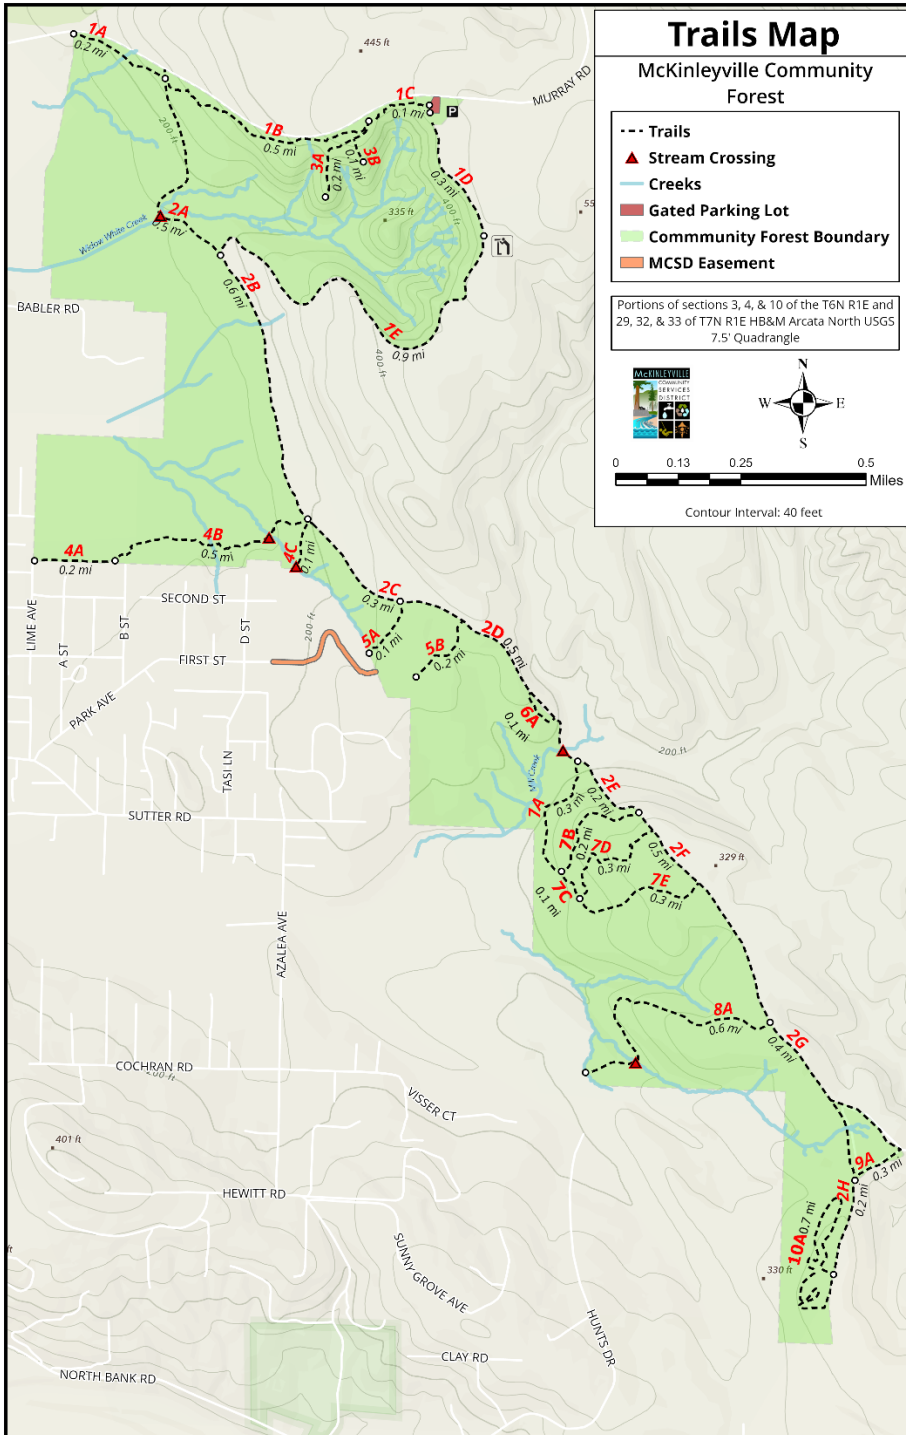 Trails Map
McKinleyville Community
Forest
Trails
Stream Crossing
Creeks
Gated Parking Lot
Commmunity Forest Boundary
MCSD Easement
Portions of sections 3, 4, & 10 of the T6N R1E and
29, 32, & 33 of T7N R1E HB&M Arcata North USGS
7.5' Quadrangle
McKINLEYVILLE
COMMUNITY
SERVICES
DISTRICT
N
W
E
S
0
0.13
0.25
0.5
Miles
Contour Interval: 40 feet
1A
0.2 mi
445 ft
MURRAY RD
1C
0.1 mi
P
200 ft
1B
0.5 mi
3A
0.2 mi
3B
0.1 mi
1D
0.3 mi
400 ft
2A
0.5 mi
335 ft
55
Widow White Creek
2B
0.6 mi
BABLER RD
1E
0.9 mi
400 ft
4A
0.2 mi
4B
0.5 mi
4C
0.1 mi
LIME AVE
A ST
B ST
SECOND ST
D ST
200 ft
2C
0.3 mi
5A
0.1 mi
2D
0.5 mi
5B
0.2 mi
FIRST ST
PARK AVE
6A
0.1 mi
200 ft
TASI LN
Mill Creek
2E
0.2 mi
7A
0.3 mi
SUTTER RD
7B
0.2 mi
7D
0.3 mi
2F
0.5 mi
329 ft
7C
0.1 mi
7E
0.3 mi
AZALEA AVE
8A
0.6 mi
2G
0.4 mi
COCHRAN RD
200 ft
VISSER CT
401 ft
9A
0.3 mi
HEWITT RD
2H
0.2 mi
10A
0.7 mi
SUNNY GROVE AVE
330 ft
ft
HUNTS DR
CLAY RD
NORTH BANK RD